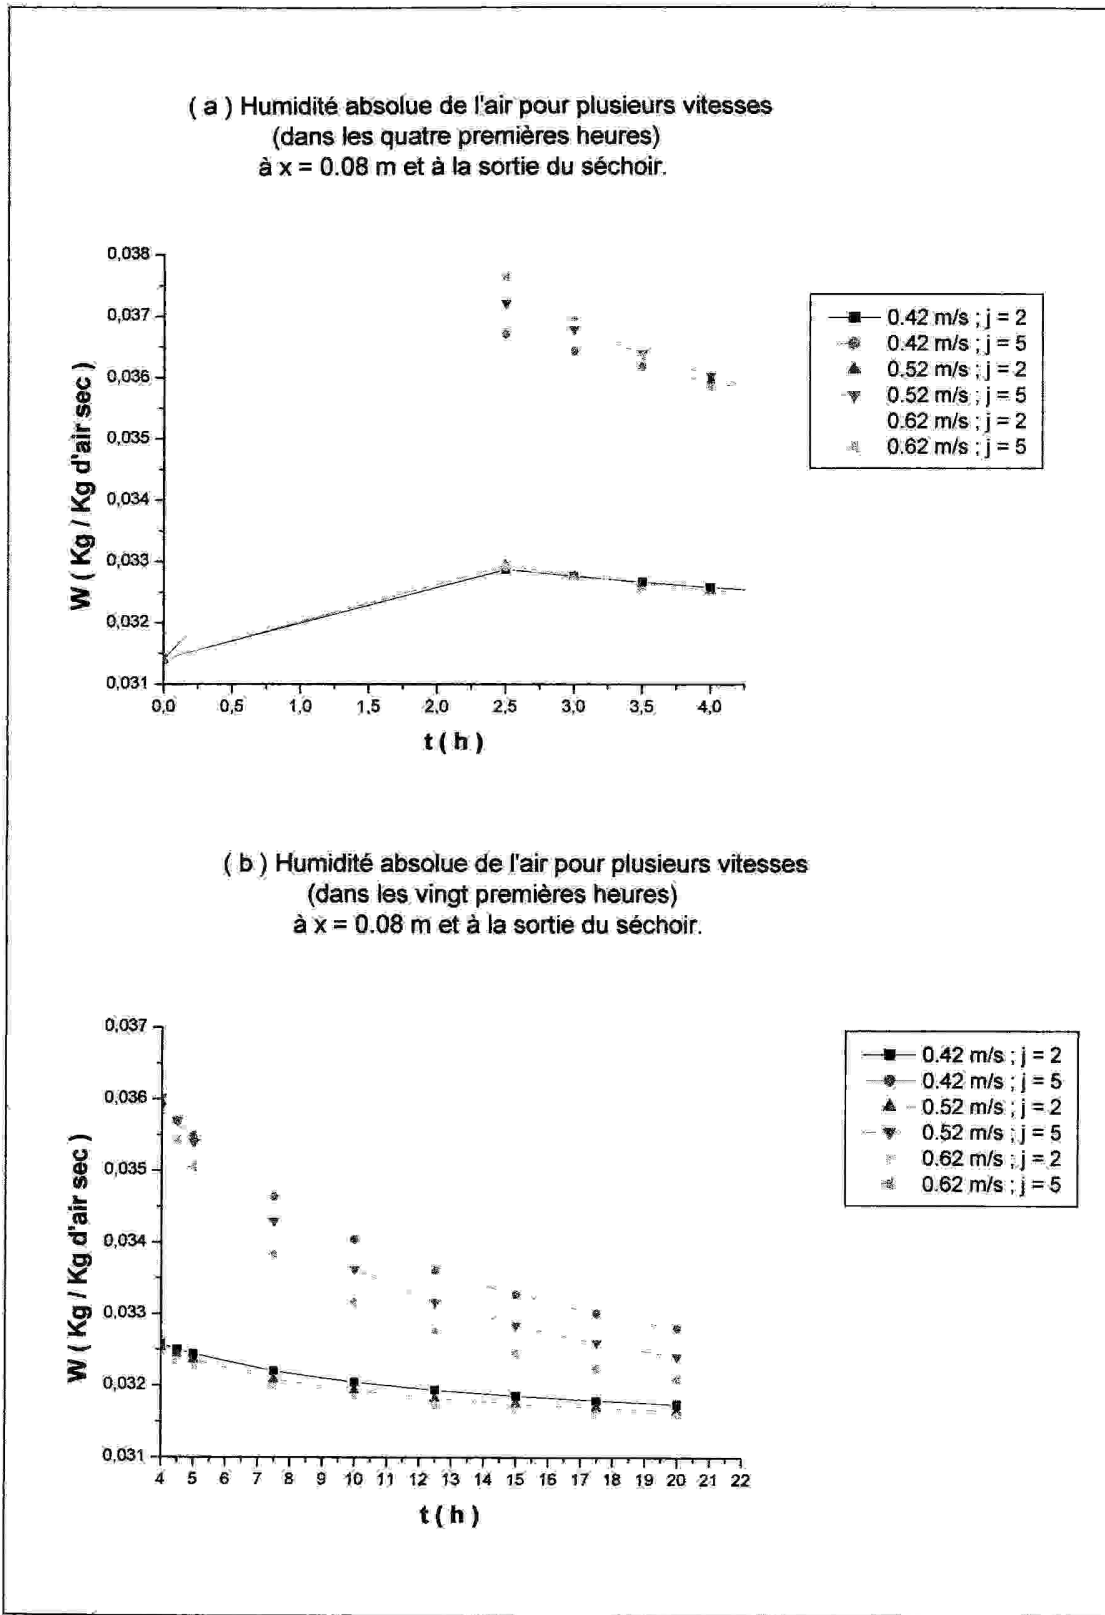 ( a ) Humidité absolue de l'air pour plusieurs vitesses
(dans les quatre premières heures)
à x = 0.08 m et à la sortie du séchoir.
0,038
0,037
0,036
0,035
0,034
0,033
0,032
0,031
W ( Kg / Kg d'air sec )
0,0 0,5 1,0 1,5 2,0 2,5 3,0 3,5 4,0
t ( h )
0.42 m/s ; j = 2
0.42 m/s ; j = 5
0.52 m/s ; j = 2
0.52 m/s ; j = 5
0.62 m/s ; j = 2
0.62 m/s ; j = 5
( b ) Humidité absolue de l'air pour plusieurs vitesses
(dans les vingt premières heures)
à x = 0.08 m et à la sortie du séchoir.
0,037
0,036
0,035
0,034
0,033
0,032
0,031
W ( Kg / Kg d'air sec )
4 5 6 7 8 9 10 11 12 13 14 15 16 17 18 19 20 21 22
t ( h )
0.42 m/s ; j = 2
0.42 m/s ; j = 5
0.52 m/s ; j = 2
0.52 m/s ; j = 5
0.62 m/s ; j = 2
0.62 m/s ; j = 5